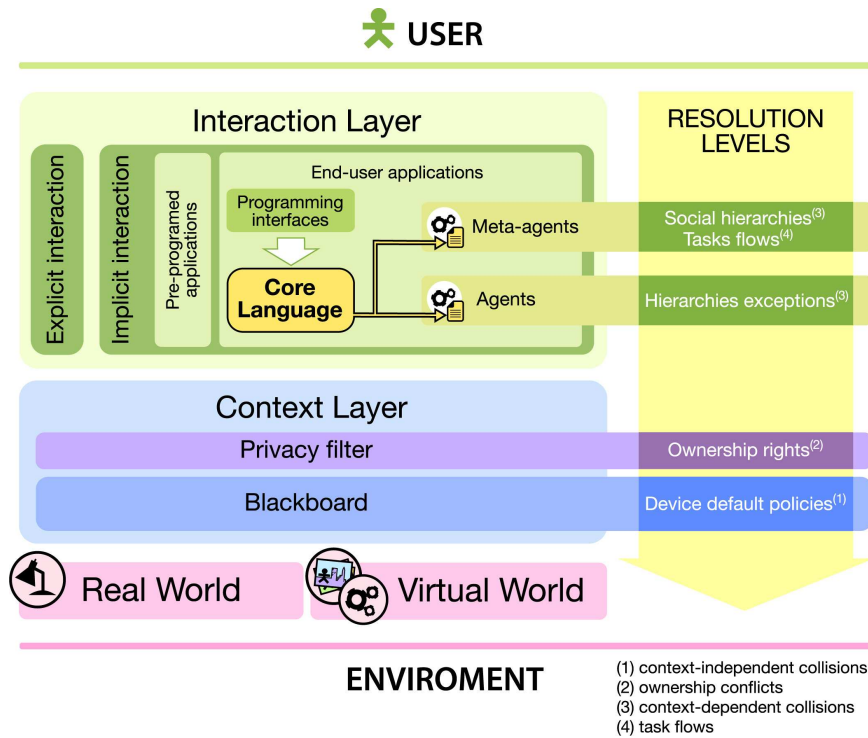 USER
Interaction Layer
Explicit interaction
Implicit interaction
Pre-programed
applications
End-user applications
Programming
interfaces
Core
Language
Meta-agents
Agents
RESOLUTION
LEVELS
Social hierarchies(3)
Tasks flows(4)
Hierarchies exceptions(3)
Context Layer
Privacy filter
Ownership rights(2)
Blackboard
Device default policies(1)
Real World
Virtual World
ENVIROMENT
(1) context-independent collisions
(2) ownership conflicts
(3) context-dependent collisions
(4) task flows